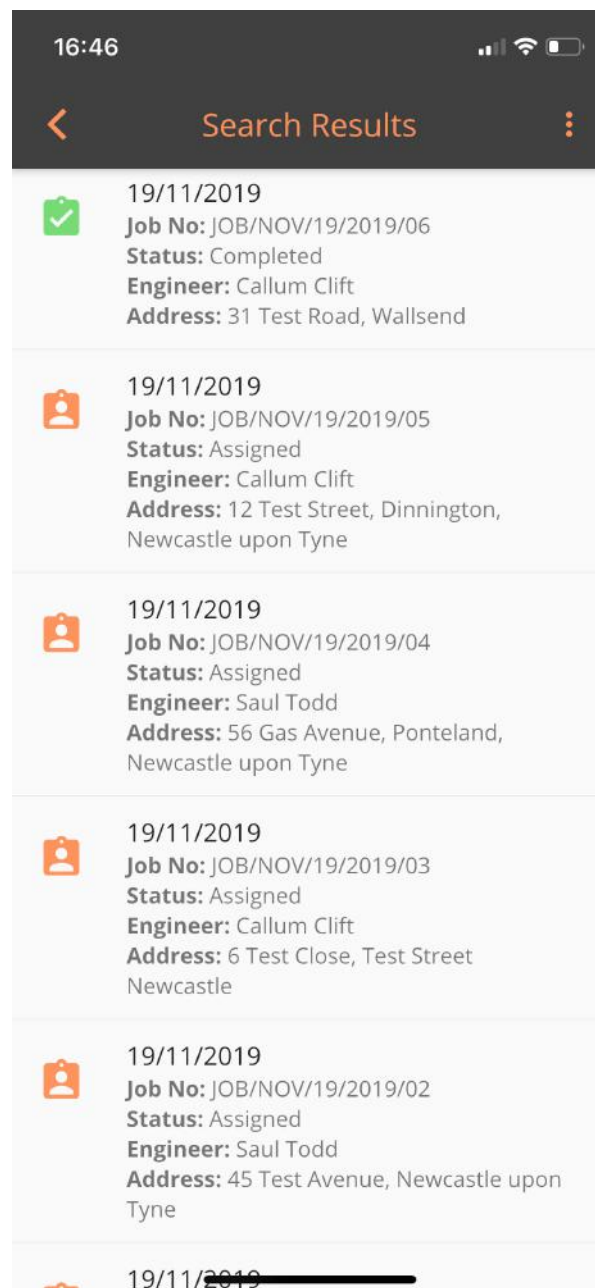 16:46
Search Results
19/11/2019
Job No: JOB/NOV/19/2019/06
Status: Completed
Engineer: Callum Clift
Address: 31 Test Road, Wallsend
19/11/2019
Job No: JOB/NOV/19/2019/05
Status: Assigned
Engineer: Callum Clift
Address: 12 Test Street, Dinnington,
Newcastle upon Tyne
19/11/2019
Job No: JOB/NOV/19/2019/04
Status: Assigned
Engineer: Saul Todd
Address: 56 Gas Avenue, Ponteland,
Newcastle upon Tyne
19/11/2019
Job No: JOB/NOV/19/2019/03
Status: Assigned
Engineer: Callum Clift
Address: 6 Test Close, Test Street
Newcastle
19/11/2019
Job No: JOB/NOV/19/2019/02
Status: Assigned
Engineer: Saul Todd
Address: 45 Test Avenue, Newcastle upon
Tyne
19/11/2019